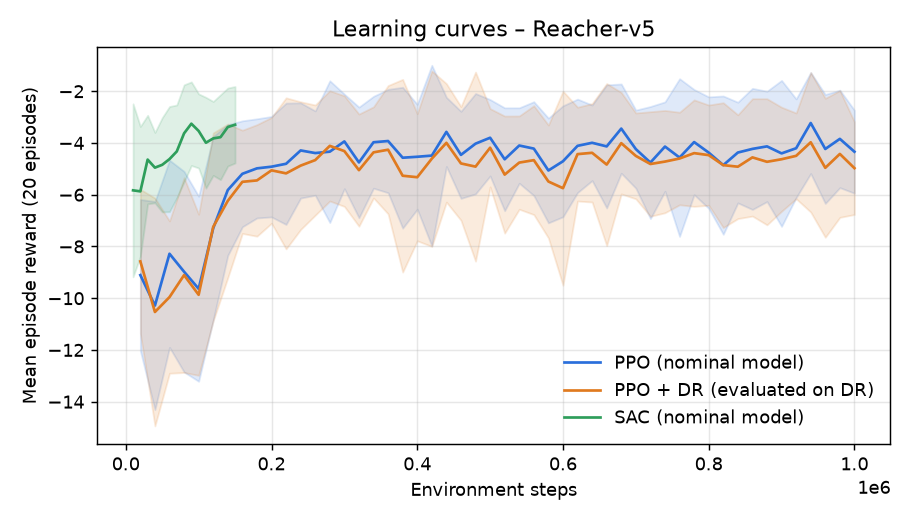 Learning curves – Reacher-v5
Mean episode reward (20 episodes)
−2
−4
−6
−8
−10
−12
−14
PPO (nominal model)
PPO + DR (evaluated on DR)
SAC (nominal model)
0.0 0.2 0.4 0.6 0.8 1.0
1e6
Environment steps